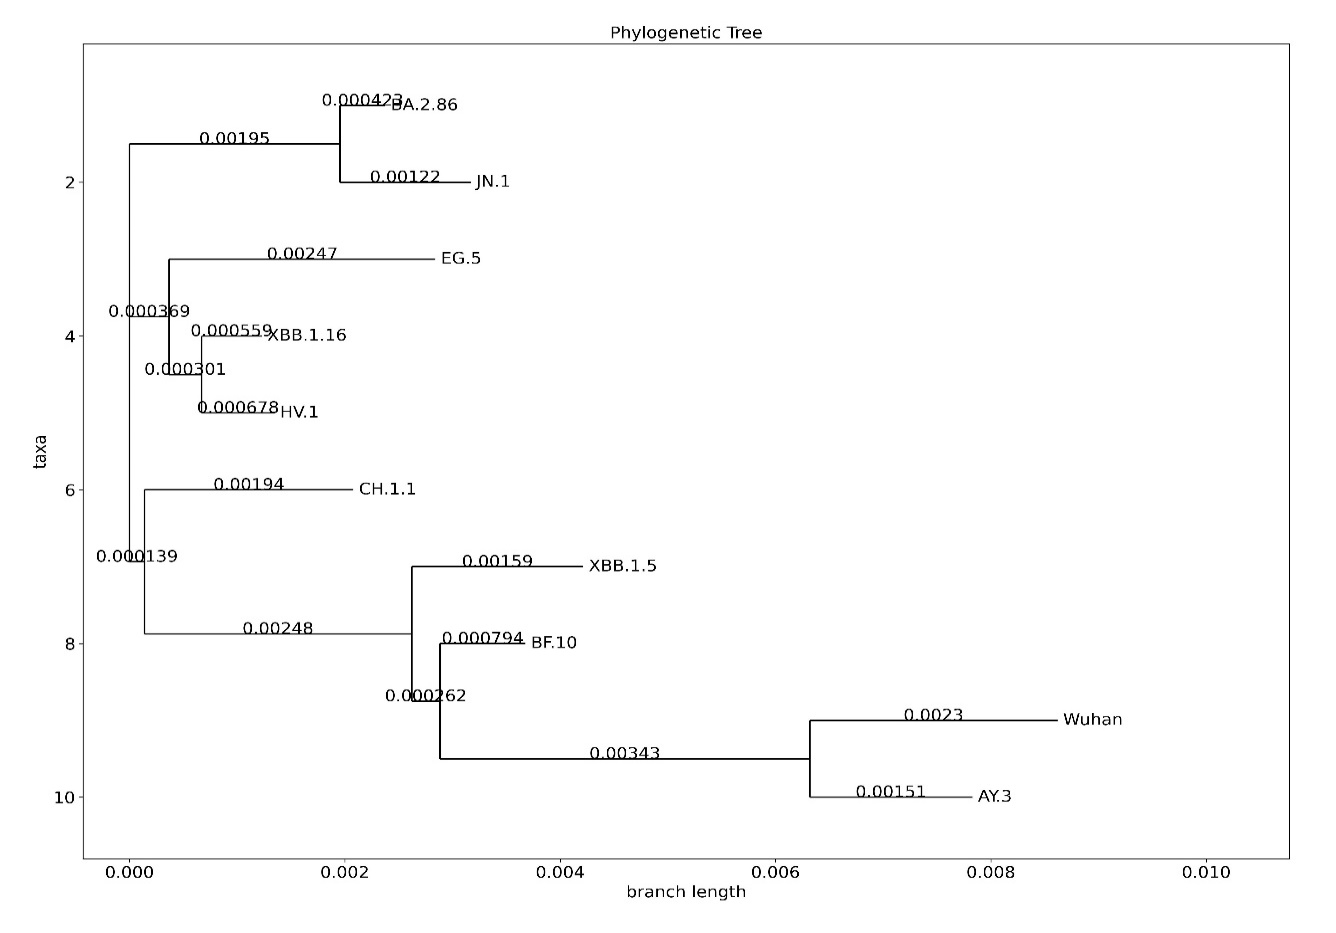 Phylogenetic Tree
0.000423 BA.2.86
0.00195
2 0.00122 JN.1
0.00247 EG.5
0.000369
4 0.000559 XBB.1.16
0.000301
0.000678 HV.1
taxa
6 0.00194 CH.1.1
0.000139
0.00159 XBB.1.5
0.00248
8 0.000794 BF.10
0.000262
0.0023 Wuhan
0.00343
10 0.00151 AY.3
0.000 0.002 0.004 0.006 0.008 0.010
branch length